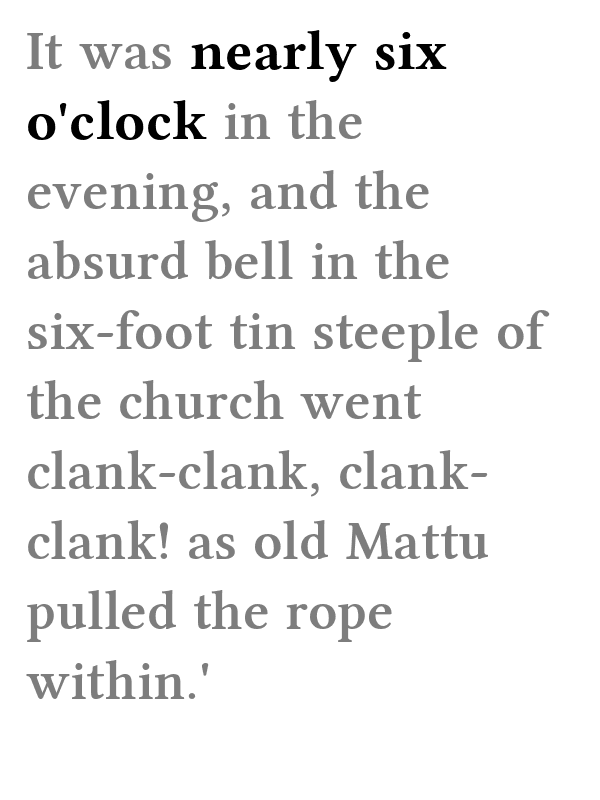 It was nearly six
o'clock in the
evening, and the
absurd bell in the
six-foot tin steeple of
the church went
clank-clank, clank-
clank! as old Mattu
pulled the rope
within.'